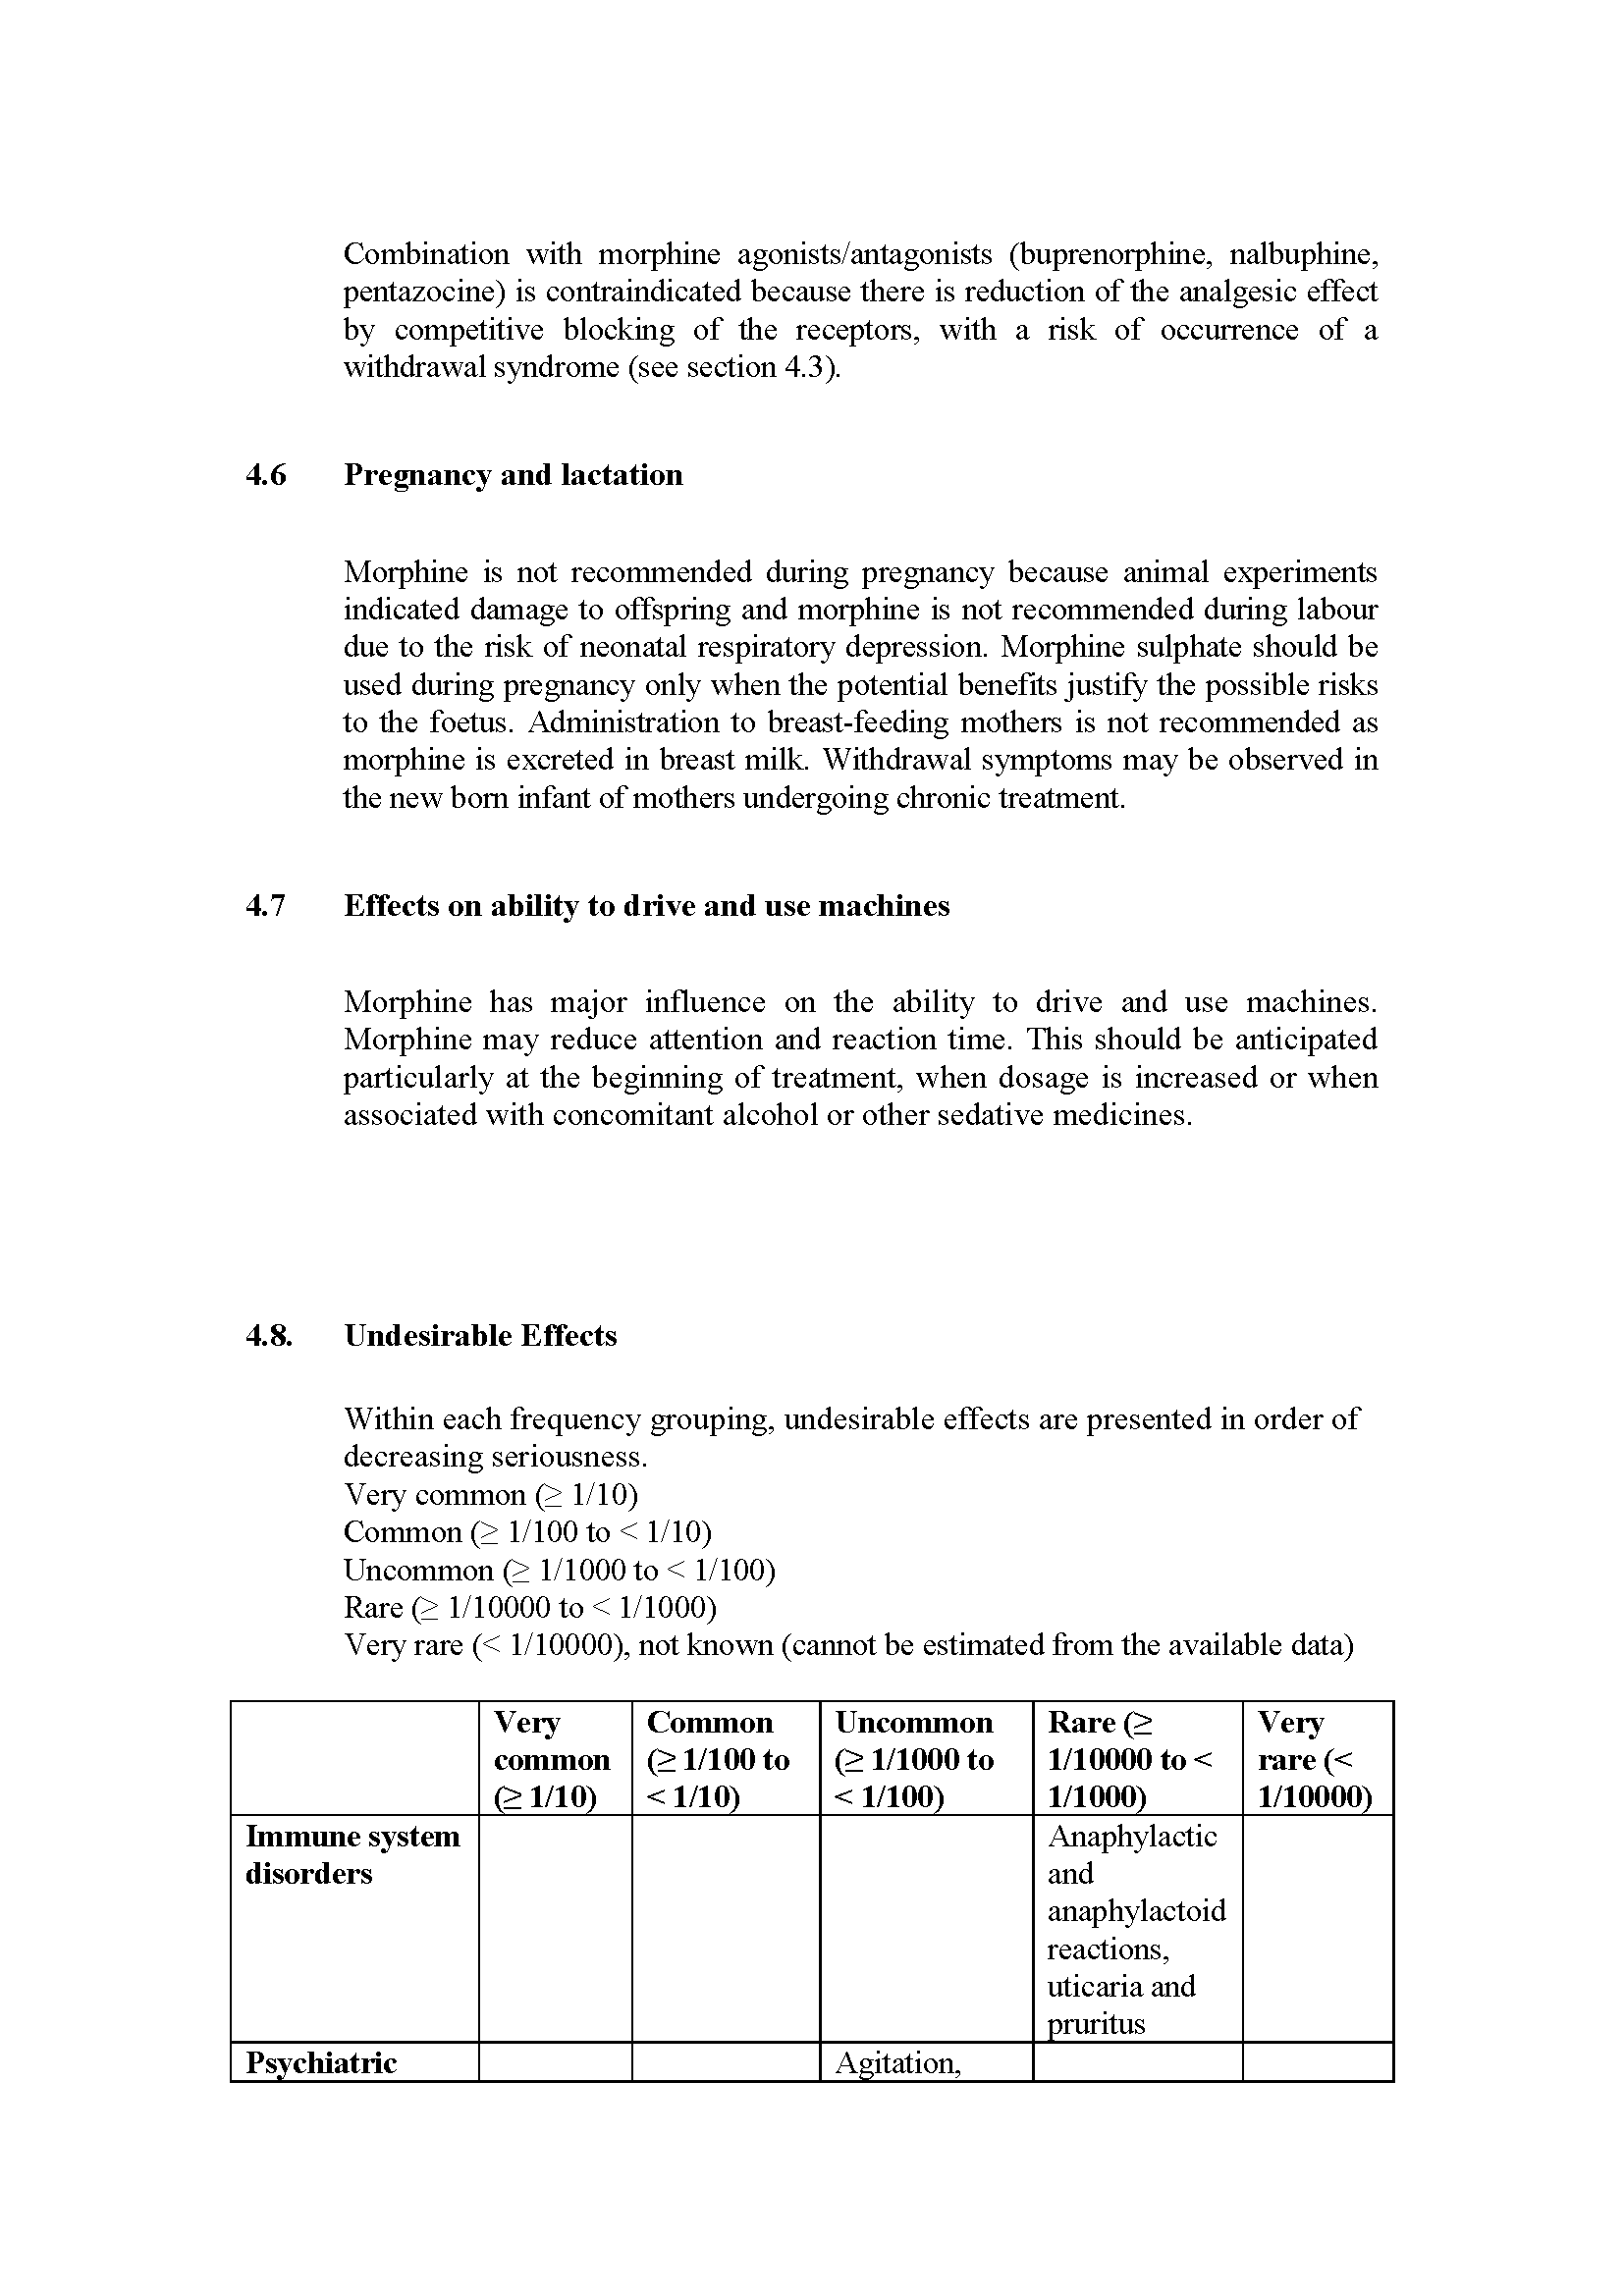 Combination with morphine agonists/antagonists (buprenorphine, nalbuphine,
pentazocine) is contraindicated because there is reduction of the analgesic effect
by competitive blocking of the receptors, with a risk of occurrence of a
withdrawal syndrome (see section 4.3).
4.6 Pregnancy and lactation
Morphine is not recommended during pregnancy because animal experiments
indicated damage to offspring and morphine is not recommended during labour
due to the risk of neonatal respiratory depression. Morphine sulphate should be
used during pregnancy only when the potential benefits justify the possible risks
to the foetus. Administration to breast-feeding mothers is not recommended as
morphine is excreted in breast milk. Withdrawal symptoms may be observed in
the new born infant of mothers undergoing chronic treatment.
4.7 Effects on ability to drive and use machines
Morphine has major influence on the ability to drive and use machines.
Morphine may reduce attention and reaction time. This should be anticipated
particularly at the beginning of treatment, when dosage is increased or when
associated with concomitant alcohol or other sedative medicines.
4.8. Undesirable Effects
Within each frequency grouping, undesirable effects are presented in order of
decreasing seriousness.
Very common (≥ 1/10)
Common (≥ 1/100 to < 1/10)
Uncommon (≥ 1/1000 to < 1/100)
Rare (≥ 1/10000 to < 1/1000)
Very rare (< 1/10000), not known (cannot be estimated from the available data)
Very
common
(≥ 1/10)
Common
(≥ 1/100 to
< 1/10)
Uncommon
(≥ 1/1000 to
< 1/100)
Rare (≥
1/10000 to <
1/1000)
Very
rare (<
1/10000)
Immune system
disorders
Anaphylactic
and
anaphylactoid
reactions,
uticaria and
pruritus
Psychiatric
Agitation,